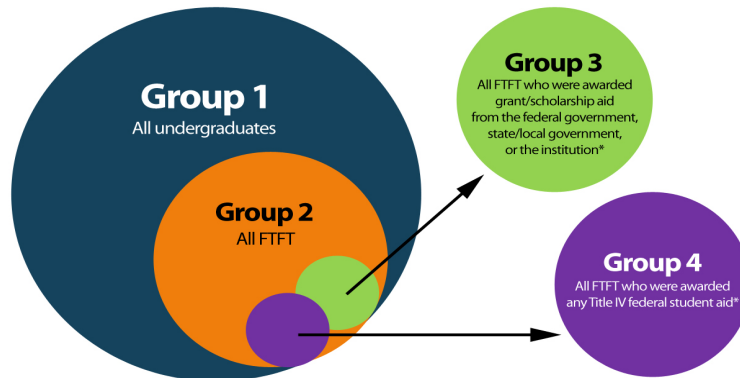 Group 1
All undergraduates
Group 2
All FTFT
Group 3
All FTFT who were awarded
grant/scholarship aid
from the federal government,
state/local government,
or the institution*
Group 4
All FTFT who were awarded
any Title IV federal student aid*